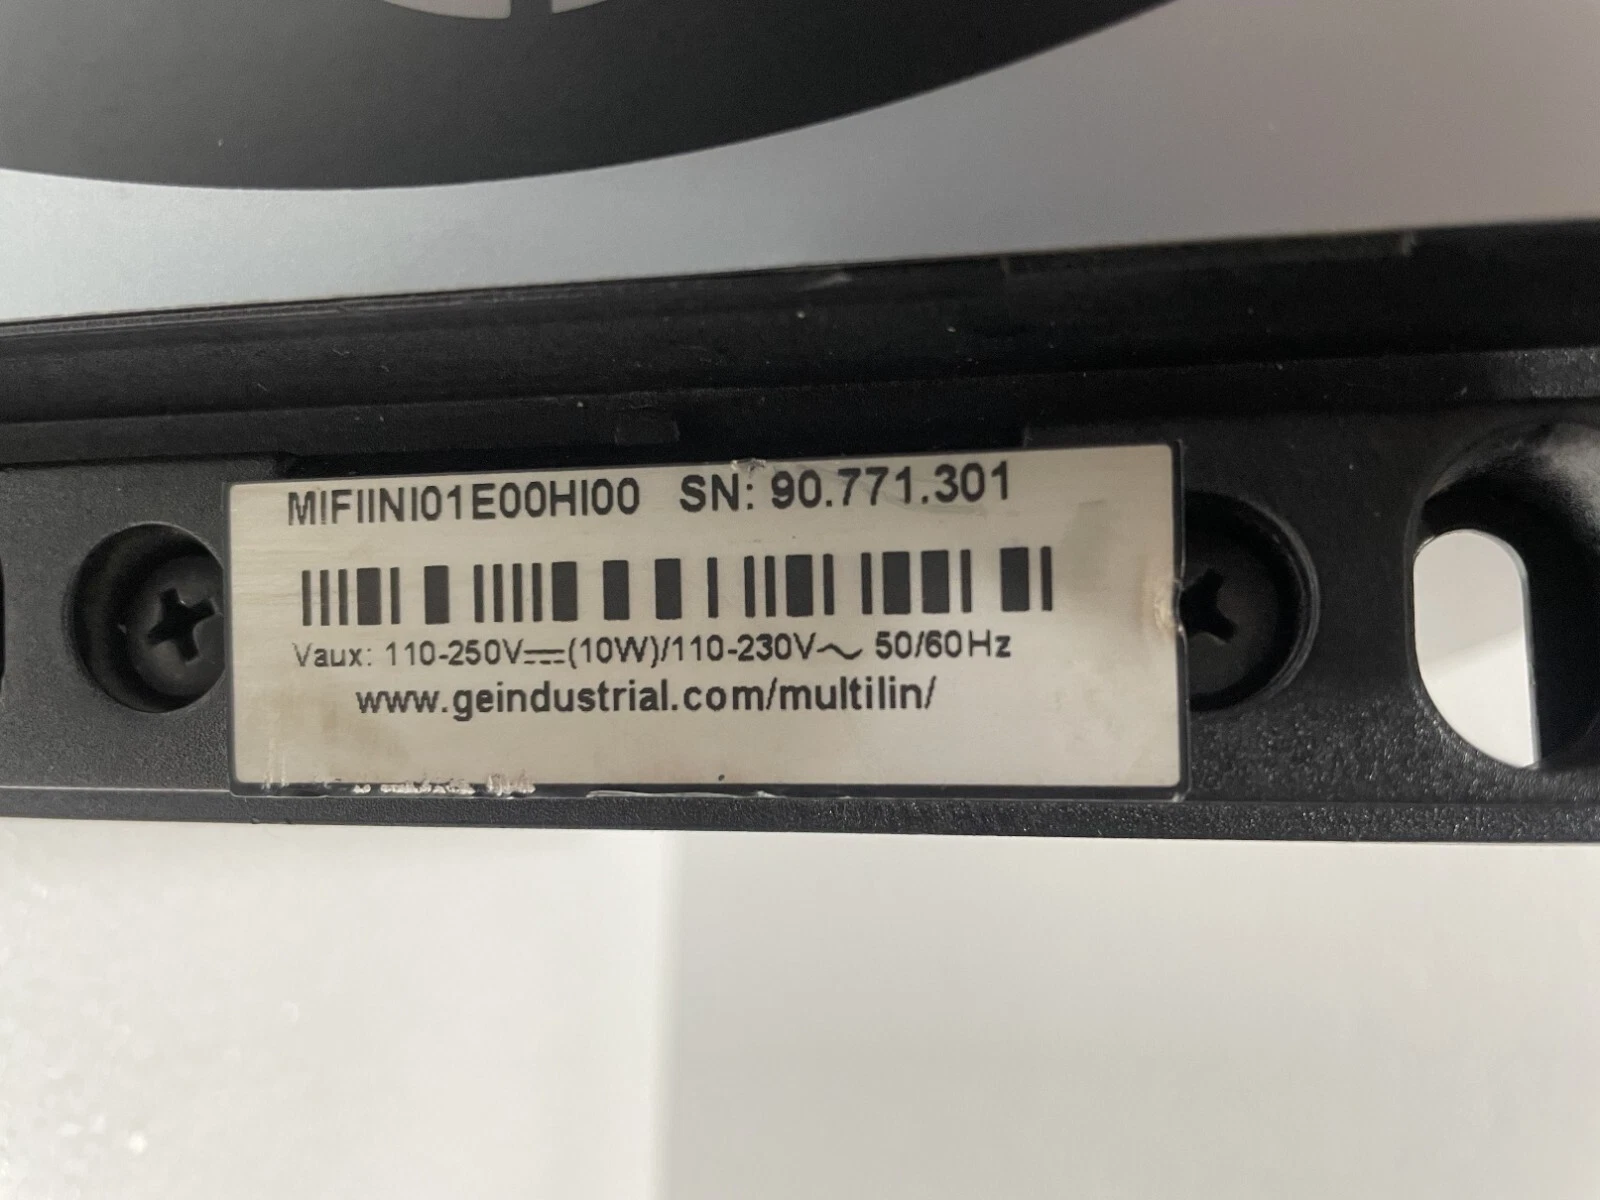 MIFIINI01E00HI00 SN: 90.771.301
Vaux: 110-250V⎓(10W)/110-230V～ 50/60Hz
www.geindustrial.com/multilin/